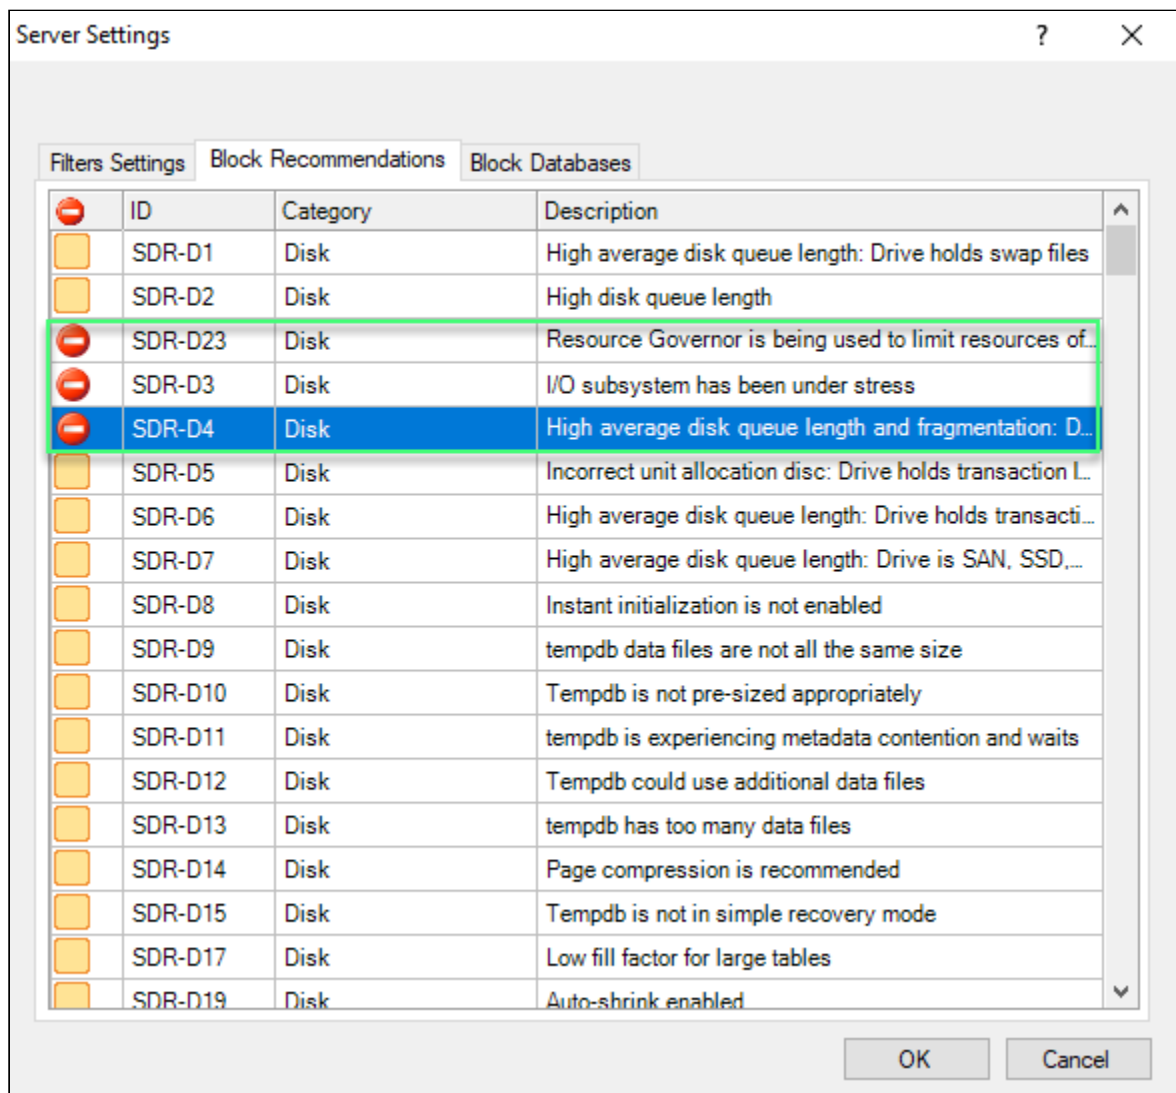 Server Settings ?
Filters Settings Block Recommendations Block Databases
ID Category Description
SDR-D1 Disk High average disk queue length: Drive holds swap files
SDR-D2 Disk High disk queue length
SDR-D23 Disk Resource Governor is being used to limit resources of...
SDR-D3 Disk I/O subsystem has been under stress
SDR-D4 Disk High average disk queue length and fragmentation: D...
SDR-D5 Disk Incorrect unit allocation disc: Drive holds transaction l...
SDR-D6 Disk High average disk queue length: Drive holds transacti...
SDR-D7 Disk High average disk queue length: Drive is SAN, SSD,...
SDR-D8 Disk Instant initialization is not enabled
SDR-D9 Disk tempdb data files are not all the same size
SDR-D10 Disk Tempdb is not pre-sized appropriately
SDR-D11 Disk tempdb is experiencing metadata contention and waits
SDR-D12 Disk Tempdb could use additional data files
SDR-D13 Disk tempdb has too many data files
SDR-D14 Disk Page compression is recommended
SDR-D15 Disk Tempdb is not in simple recovery mode
SDR-D17 Disk Low fill factor for large tables
SDR-D19 Disk Auto-shrink enabled
OK Cancel